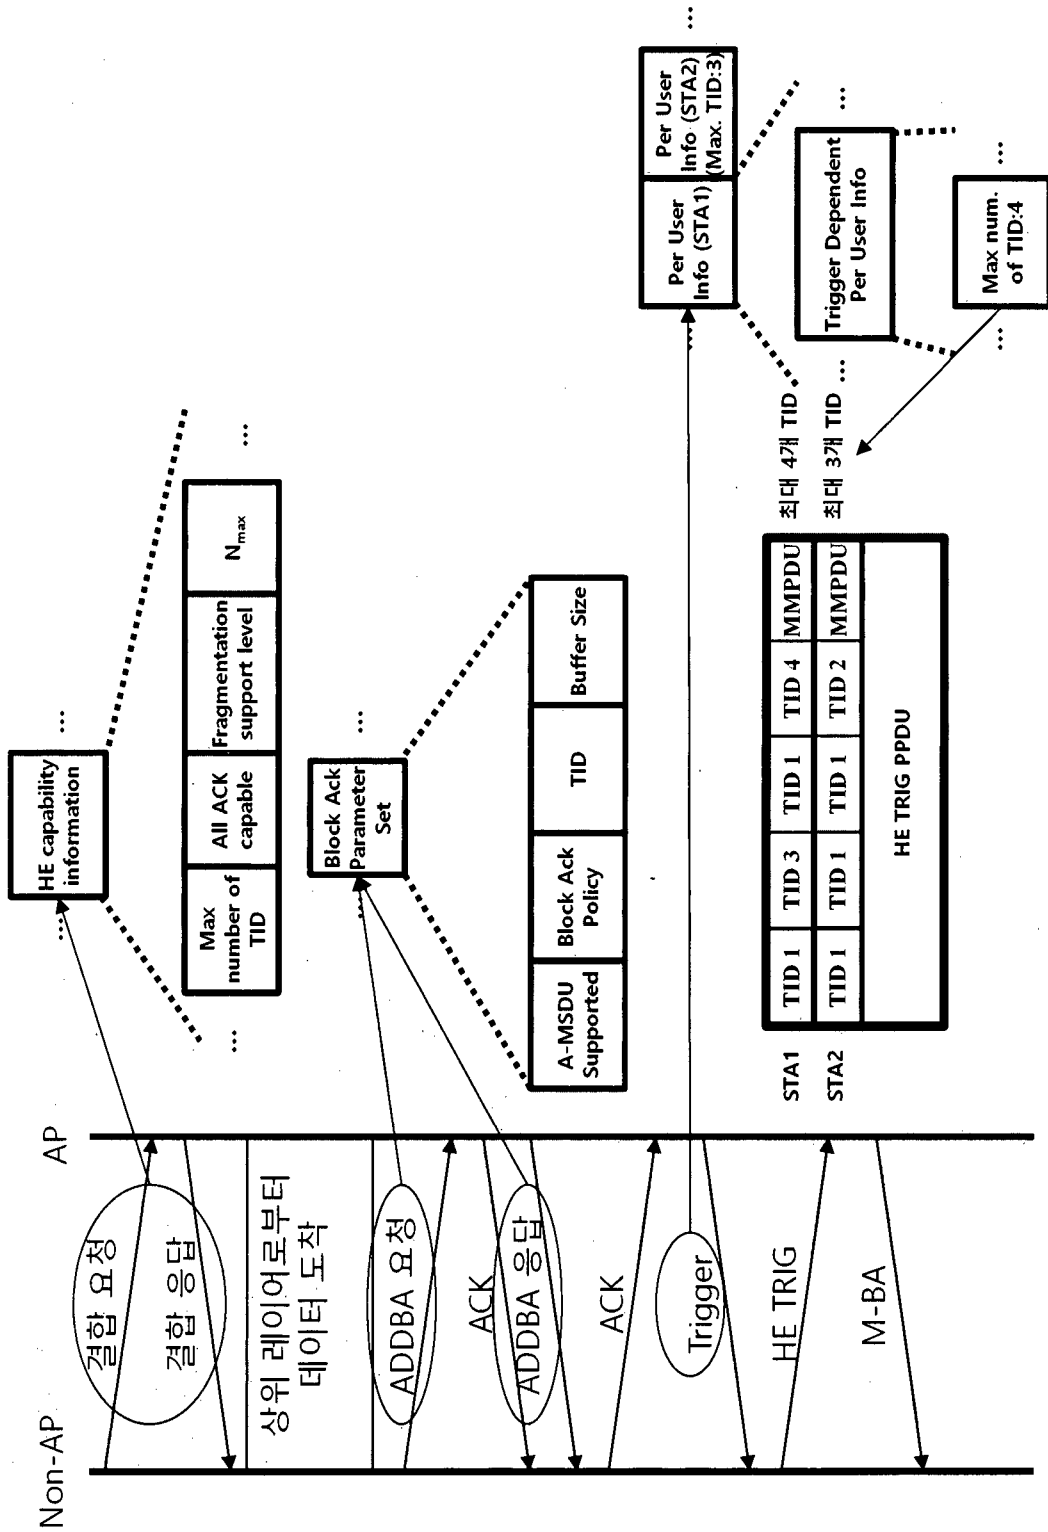 Non-AP
AP
결합 요청
결합 응답
상위 레이어로부터
데이터 도착
ADDBA 요청
ACK
ADDBA 응답
ACK
Trigger
HE TRIG
M-BA
...
HE capability
information
...
...
Max
number of
TID
All ACK
capable
Fragmentation
support level
Nmax
...
...
Block Ack
Parameter
Set
...
A-MSDU
Supported
Block Ack
Policy
TID
Buffer Size
...
Per User
Info (STA1)
Per User
Info (STA2)
(Max. TID:3)
...
...
Trigger Dependent
Per User Info
...
...
Max num.
of TID:4
...
STA1
TID 1
TID 3
TID 1
TID 4
MMPDU
최대 4개 TID
STA2
TID 1
TID 1
TID 1
TID 2
MMPDU
최대 3개 TID
HE TRIG PPDU